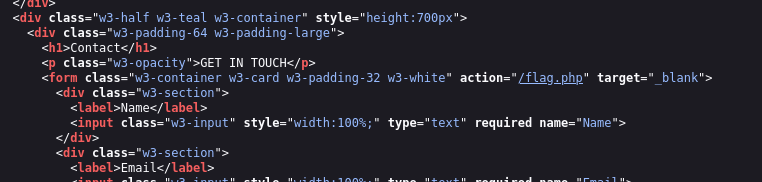 </div>
<div class="w3-half w3-teal w3-container" style="height:700px">
<div class="w3-padding-64 w3-padding-large">
<h1>Contact</h1>
<p class="w3-opacity">GET IN TOUCH</p>
<form class="w3-container w3-card w3-padding-32 w3-white" action="/flag.php" target="_blank">
<div class="w3-section">
<label>Name</label>
<input class="w3-input" style="width:100%;" type="text" required name="Name">
</div>
<div class="w3-section">
<label>Email</label>
<input class="w3-input" style="width:100%;" type="text" required name="Email">